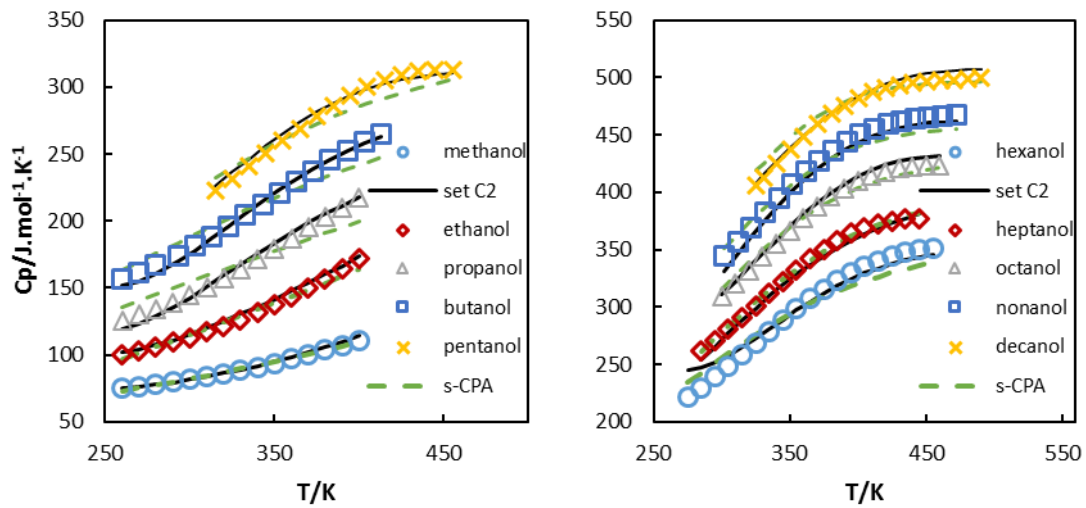 Cp/J.mol⁻¹.K⁻¹
350
300
250
200
150
100
50
250
350
450
T/K
methanol
set C2
ethanol
propanol
butanol
pentanol
s-CPA
550
500
450
400
350
300
250
200
250
350
450
550
T/K
hexanol
set C2
heptanol
octanol
nonanol
decanol
s-CPA